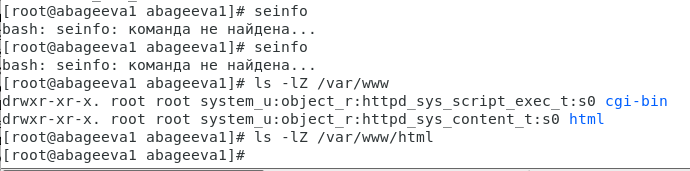 [root@abageeva1 abageeva1]# seinfo
bash: seinfo: команда не найдена...
[root@abageeva1 abageeva1]# seinfo
bash: seinfo: команда не найдена...
[root@abageeva1 abageeva1]# ls -lZ /var/www
drwxr-xr-x. root root system_u:object_r:httpd_sys_script_exec_t:s0 cgi-bin
drwxr-xr-x. root root system_u:object_r:httpd_sys_content_t:s0 html
[root@abageeva1 abageeva1]# ls -lZ /var/www/html
[root@abageeva1 abageeva1]#